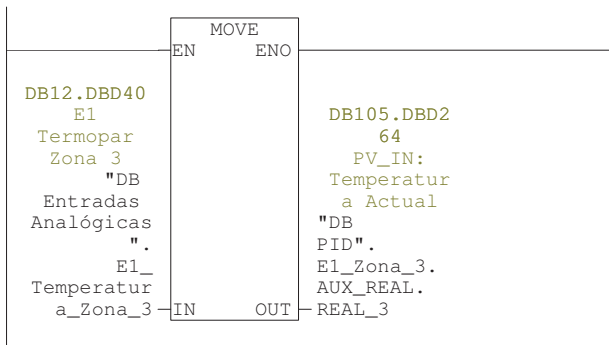 MOVE
EN ENO
DB12.DBD40
E1
Termopar
Zona 3
"DB
Entradas
Analógicas
".
E1_
Temperatur
a_Zona_3
IN OUT
DB105.DBD2
64
PV_IN:
Temperatur
a Actual
"DB
PID".
E1_Zona_3.
AUX_REAL.
REAL_3